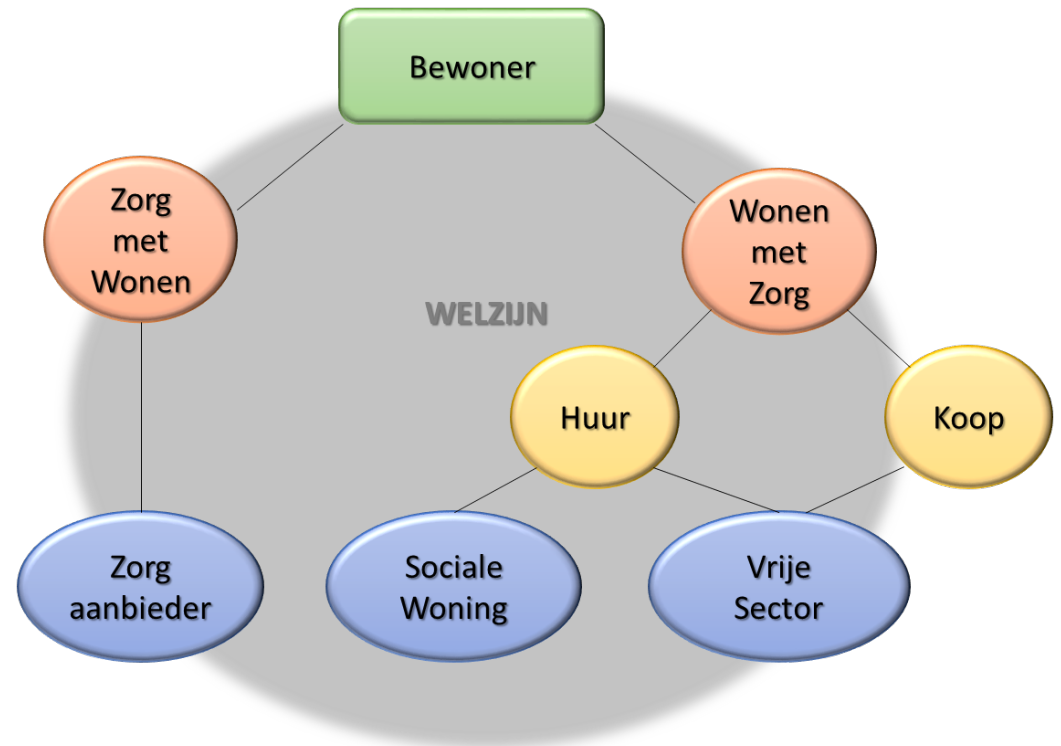 Bewoner
Zorg
met
Wonen
Wonen
met
Zorg
WELZIJN
Huur
Koop
Zorg
aanbieder
Sociale
Woning
Vrije
Sector